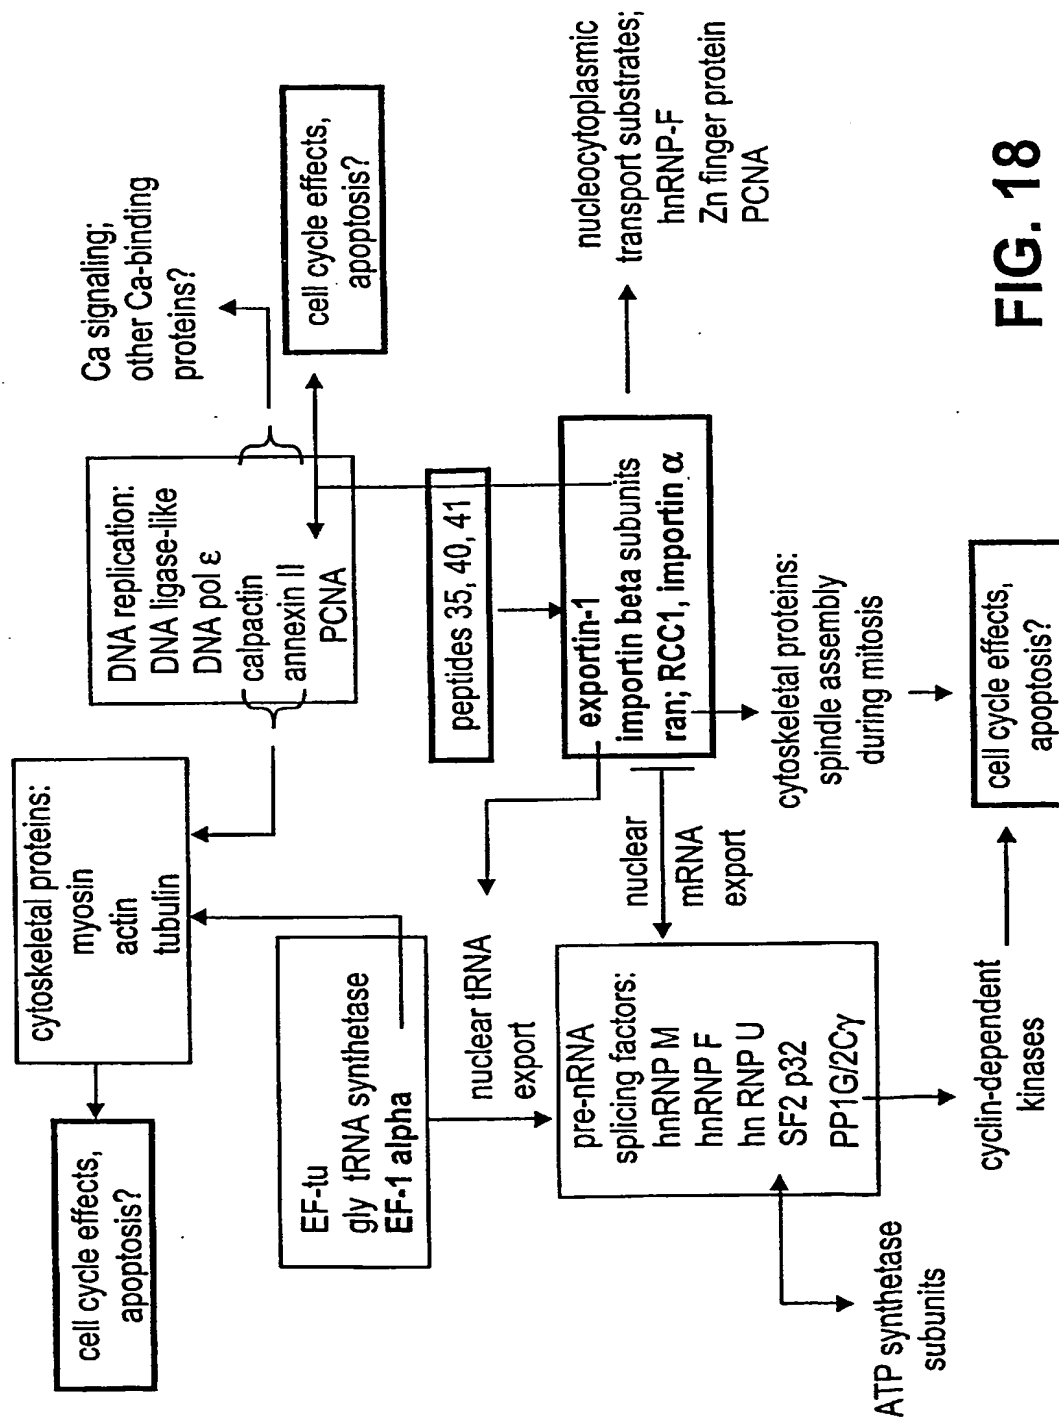 cell cycle effects,
apoptosis?
cytoskeletal proteins:
myosin
actin
tubulin
DNA replication:
DNA ligase-like
DNA pol ε
calpactin
annexin II
PCNA
Ca signaling;
other Ca-binding
proteins?
cell cycle effects,
apoptosis?
EF-tu
gly tRNA synthetase
EF-1 alpha
nuclear tRNA
export
peptides 35, 40, 41
exportin-1
importin beta subunits
ran; RCC1, importin α
nucleocytoplasmic
transport substrates;
hnRNP-F
Zn finger protein
PCNA
pre-nRNA
splicing factors:
hnRNP M
hnRNP F
hn RNP U
SF2 p32
PP1G/2Cγ
nuclear
mRNA
export
cytoskeletal proteins:
spindle assembly
during mitosis
ATP synthetase
subunits
cyclin-dependent
kinases
cell cycle effects,
apoptosis?
FIG. 18